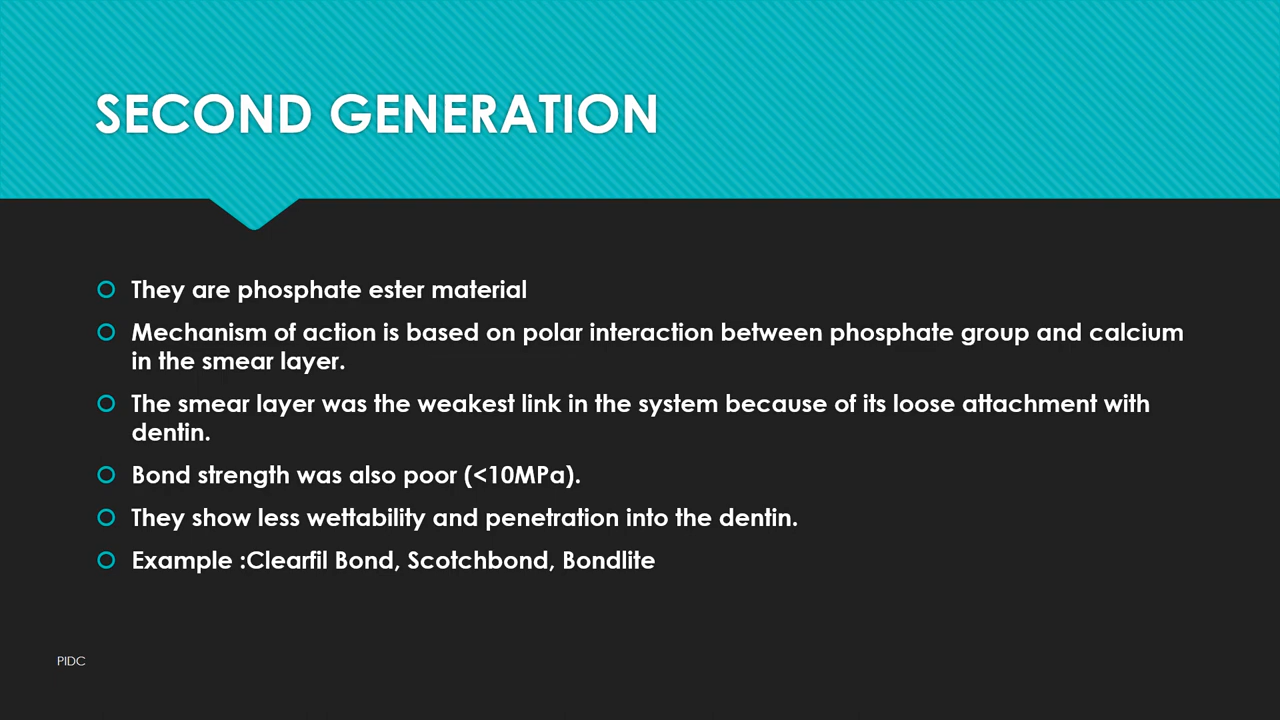 SECOND GENERATION
They are phosphate ester material
Mechanism of action is based on polar interaction between phosphate group and calcium
in the smear layer.
The smear layer was the weakest link in the system because of its loose attachment with
dentin.
Bond strength was also poor (<10MPa).
They show less wettability and penetration into the dentin.
Example :Clearfil Bond, Scotchbond, Bondlite
PIDC